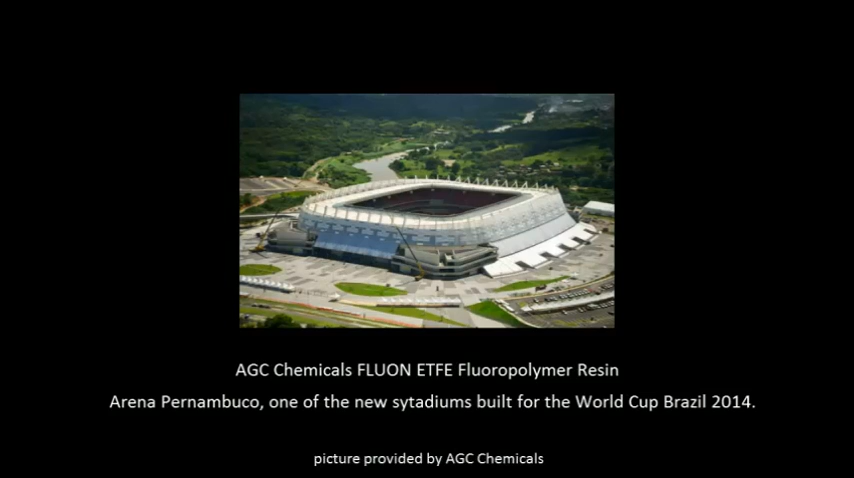 AGC Chemicals FLUON ETFE Fluoropolymer Resin
Arena Pernambuco, one of the new sytadiums built for the World Cup Brazil 2014.
picture provided by AGC Chemicals